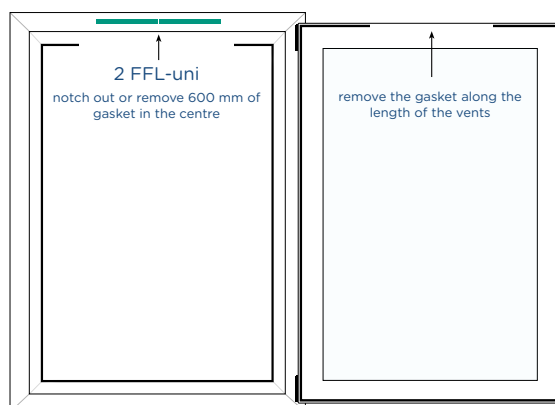 2 FFL-uni
notch out or remove 600 mm of
gasket in the centre
remove the gasket along the
length of the vents